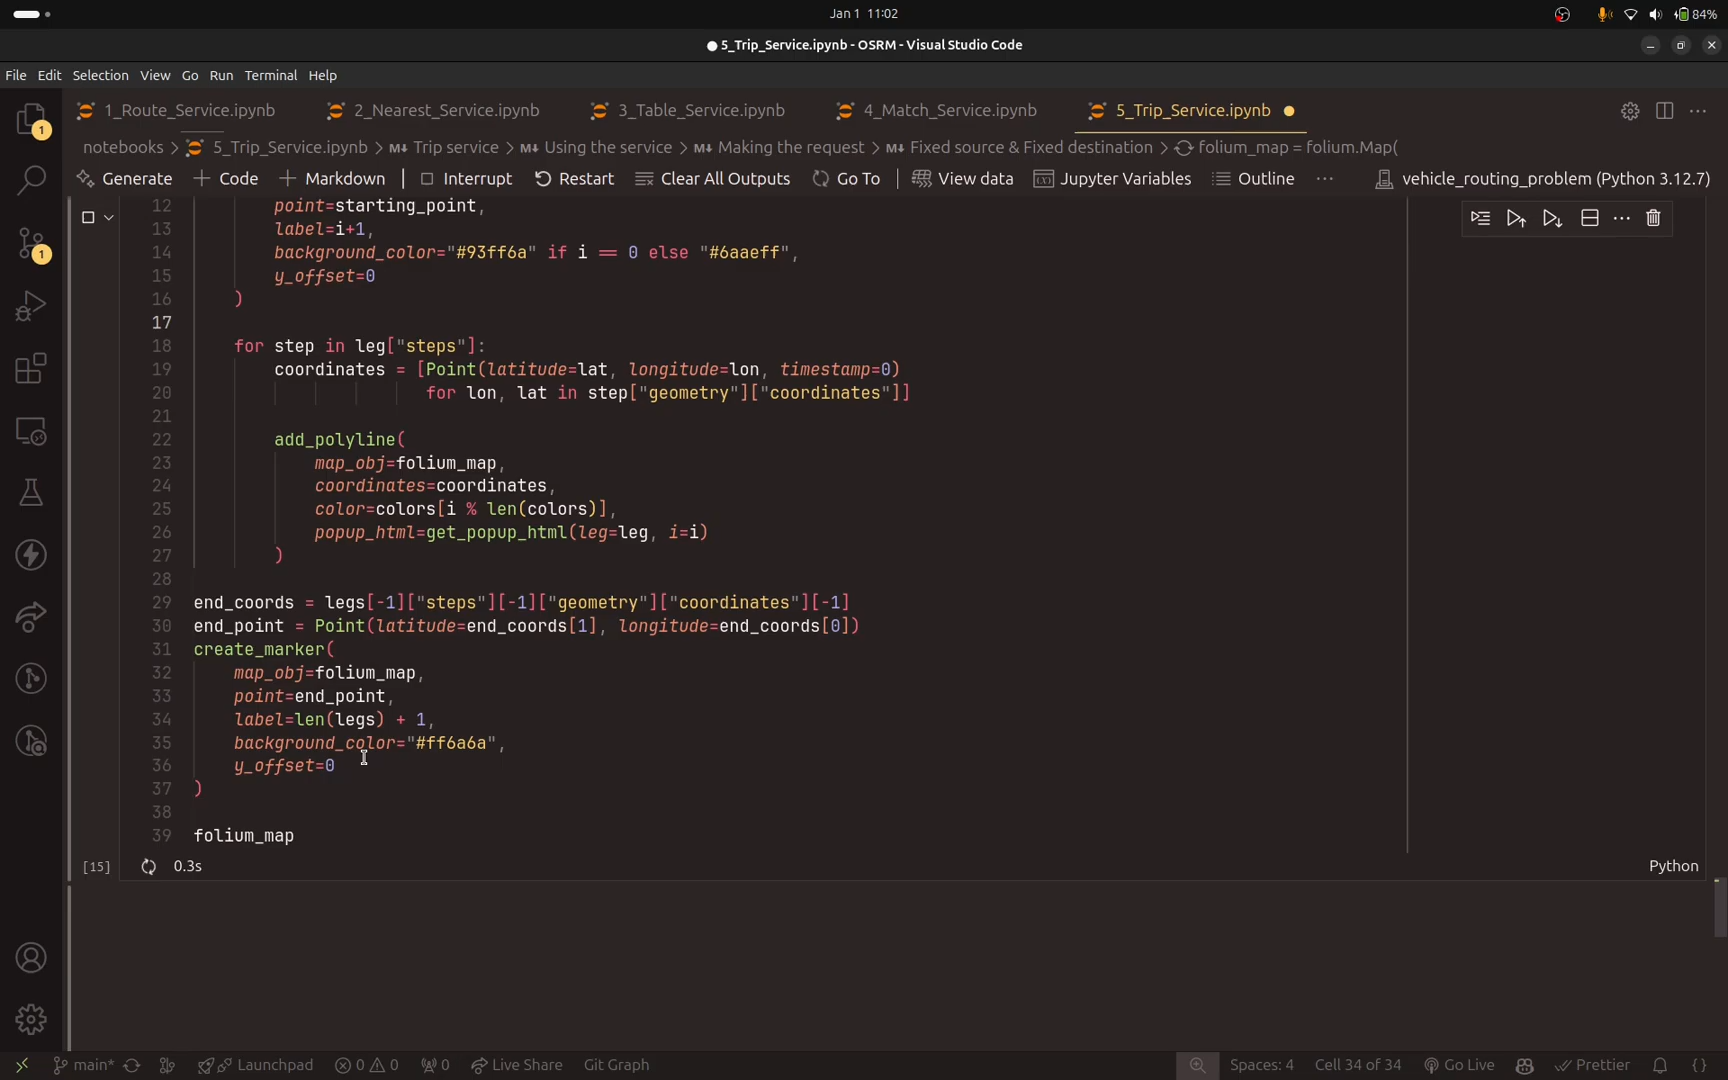 Jan 1 11:02
84%
5_Trip_Service.ipynb - OSRM - Visual Studio Code
File Edit Selection View Go Run Terminal Help
1_Route_Service.ipynb 2_Nearest_Service.ipynb 3_Table_Service.ipynb 4_Match_Service.ipynb 5_Trip_Service.ipynb
notebooks > 5_Trip_Service.ipynb > M↓ Trip service > M↓ Using the service > M↓ Making the request > M↓ Fixed source & Fixed destination > folium_map = folium.Map(
Generate + Code + Markdown | Interrupt Restart Clear All Outputs Go To | View data Jupyter Variables Outline ··· vehicle_routing_problem (Python 3.12.7)
1
1
12 point=starting_point,
13 label=i+1,
14 background_color="#93ff6a" if i == 0 else "#6aaeff",
15 y_offset=0
16 )
17
18 for step in leg["steps"]:
19 coordinates = [Point(latitude=lat, longitude=lon, timestamp=0)
20 for lon, lat in step["geometry"]["coordinates"]]
21
22 add_polyline(
23 map_obj=folium_map,
24 coordinates=coordinates,
25 color=colors[i % len(colors)],
26 popup_html=get_popup_html(leg=leg, i=i)
27 )
28
29 end_coords = legs[-1]["steps"][-1]["geometry"]["coordinates"][-1]
30 end_point = Point(latitude=end_coords[1], longitude=end_coords[0])
31 create_marker(
32 map_obj=folium_map,
33 point=end_point,
34 label=len(legs) + 1,
35 background_color="#ff6a6a",
36 y_offset=0
37 )
38
39 folium_map
[15] 0.3s Python
main* Launchpad 0 0 0 Live Share Git Graph Spaces: 4 Cell 34 of 34 Go Live Prettier { }